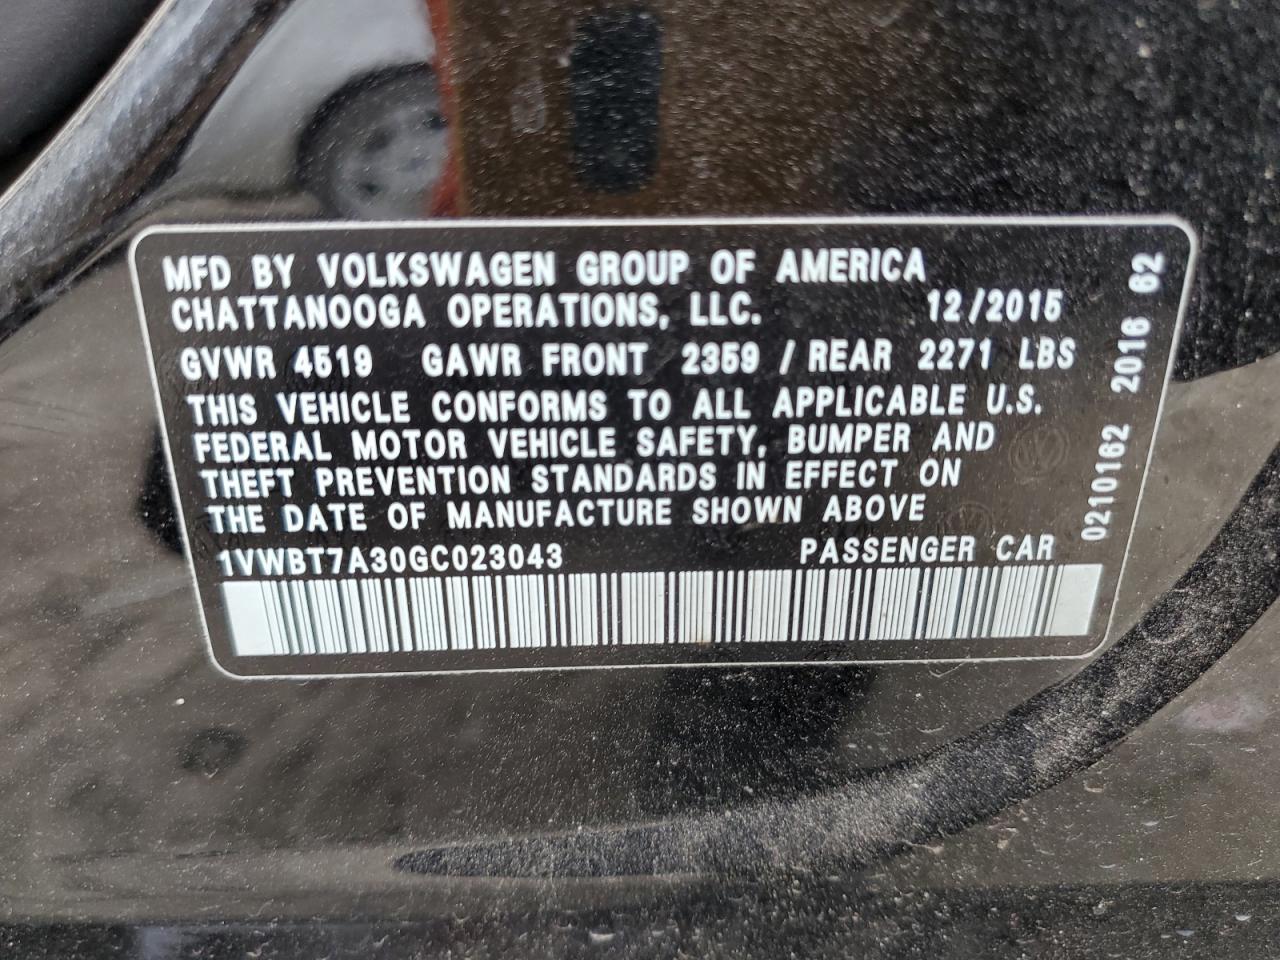 MFD BY VOLKSWAGEN GROUP OF AMERICA
CHATTANOOGA OPERATIONS, LLC. 12/2015
GVWR 4519 GAWR FRONT 2359 / REAR 2271 LBS
THIS VEHICLE CONFORMS TO ALL APPLICABLE U.S.
FEDERAL MOTOR VEHICLE SAFETY, BUMPER AND
THEFT PREVENTION STANDARDS IN EFFECT ON
THE DATE OF MANUFACTURE SHOWN ABOVE
1VWBT7A30GC023043 PASSENGER CAR
0210162 2016 62